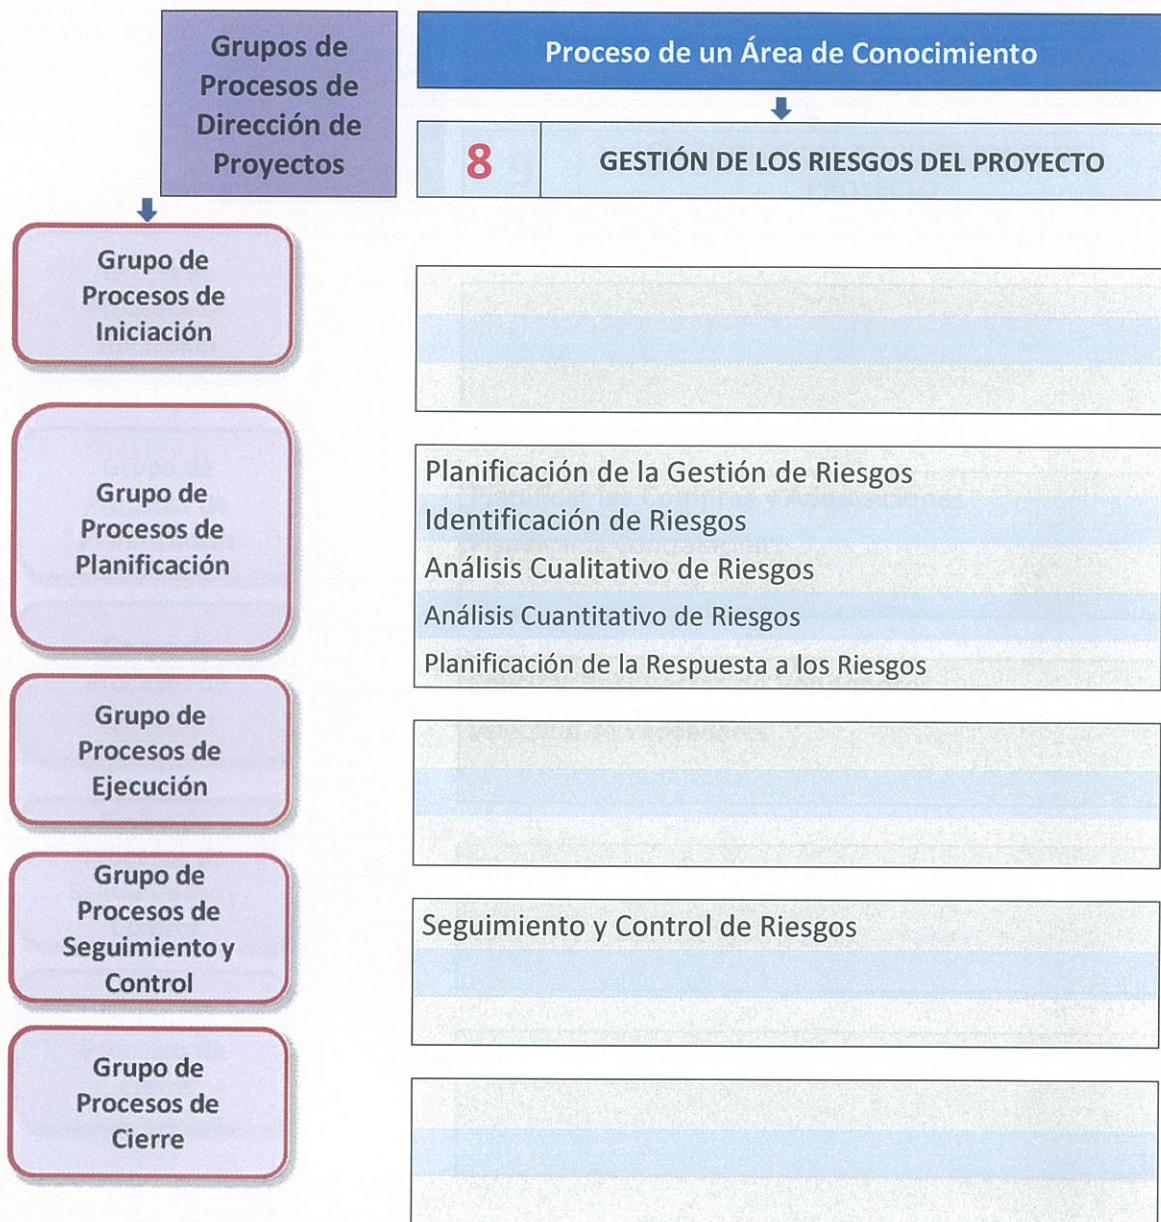 Grupos de
Procesos de
Dirección de
Proyectos
Proceso de un Área de Conocimiento
8
GESTIÓN DE LOS RIESGOS DEL PROYECTO
Grupo de
Procesos de
Iniciación
Grupo de
Procesos de
Planificación
Planificación de la Gestión de Riesgos
Identificación de Riesgos
Análisis Cualitativo de Riesgos
Análisis Cuantitativo de Riesgos
Planificación de la Respuesta a los Riesgos
Grupo de
Procesos de
Ejecución
Grupo de
Procesos de
Seguimiento y
Control
Seguimiento y Control de Riesgos
Grupo de
Procesos de
Cierre